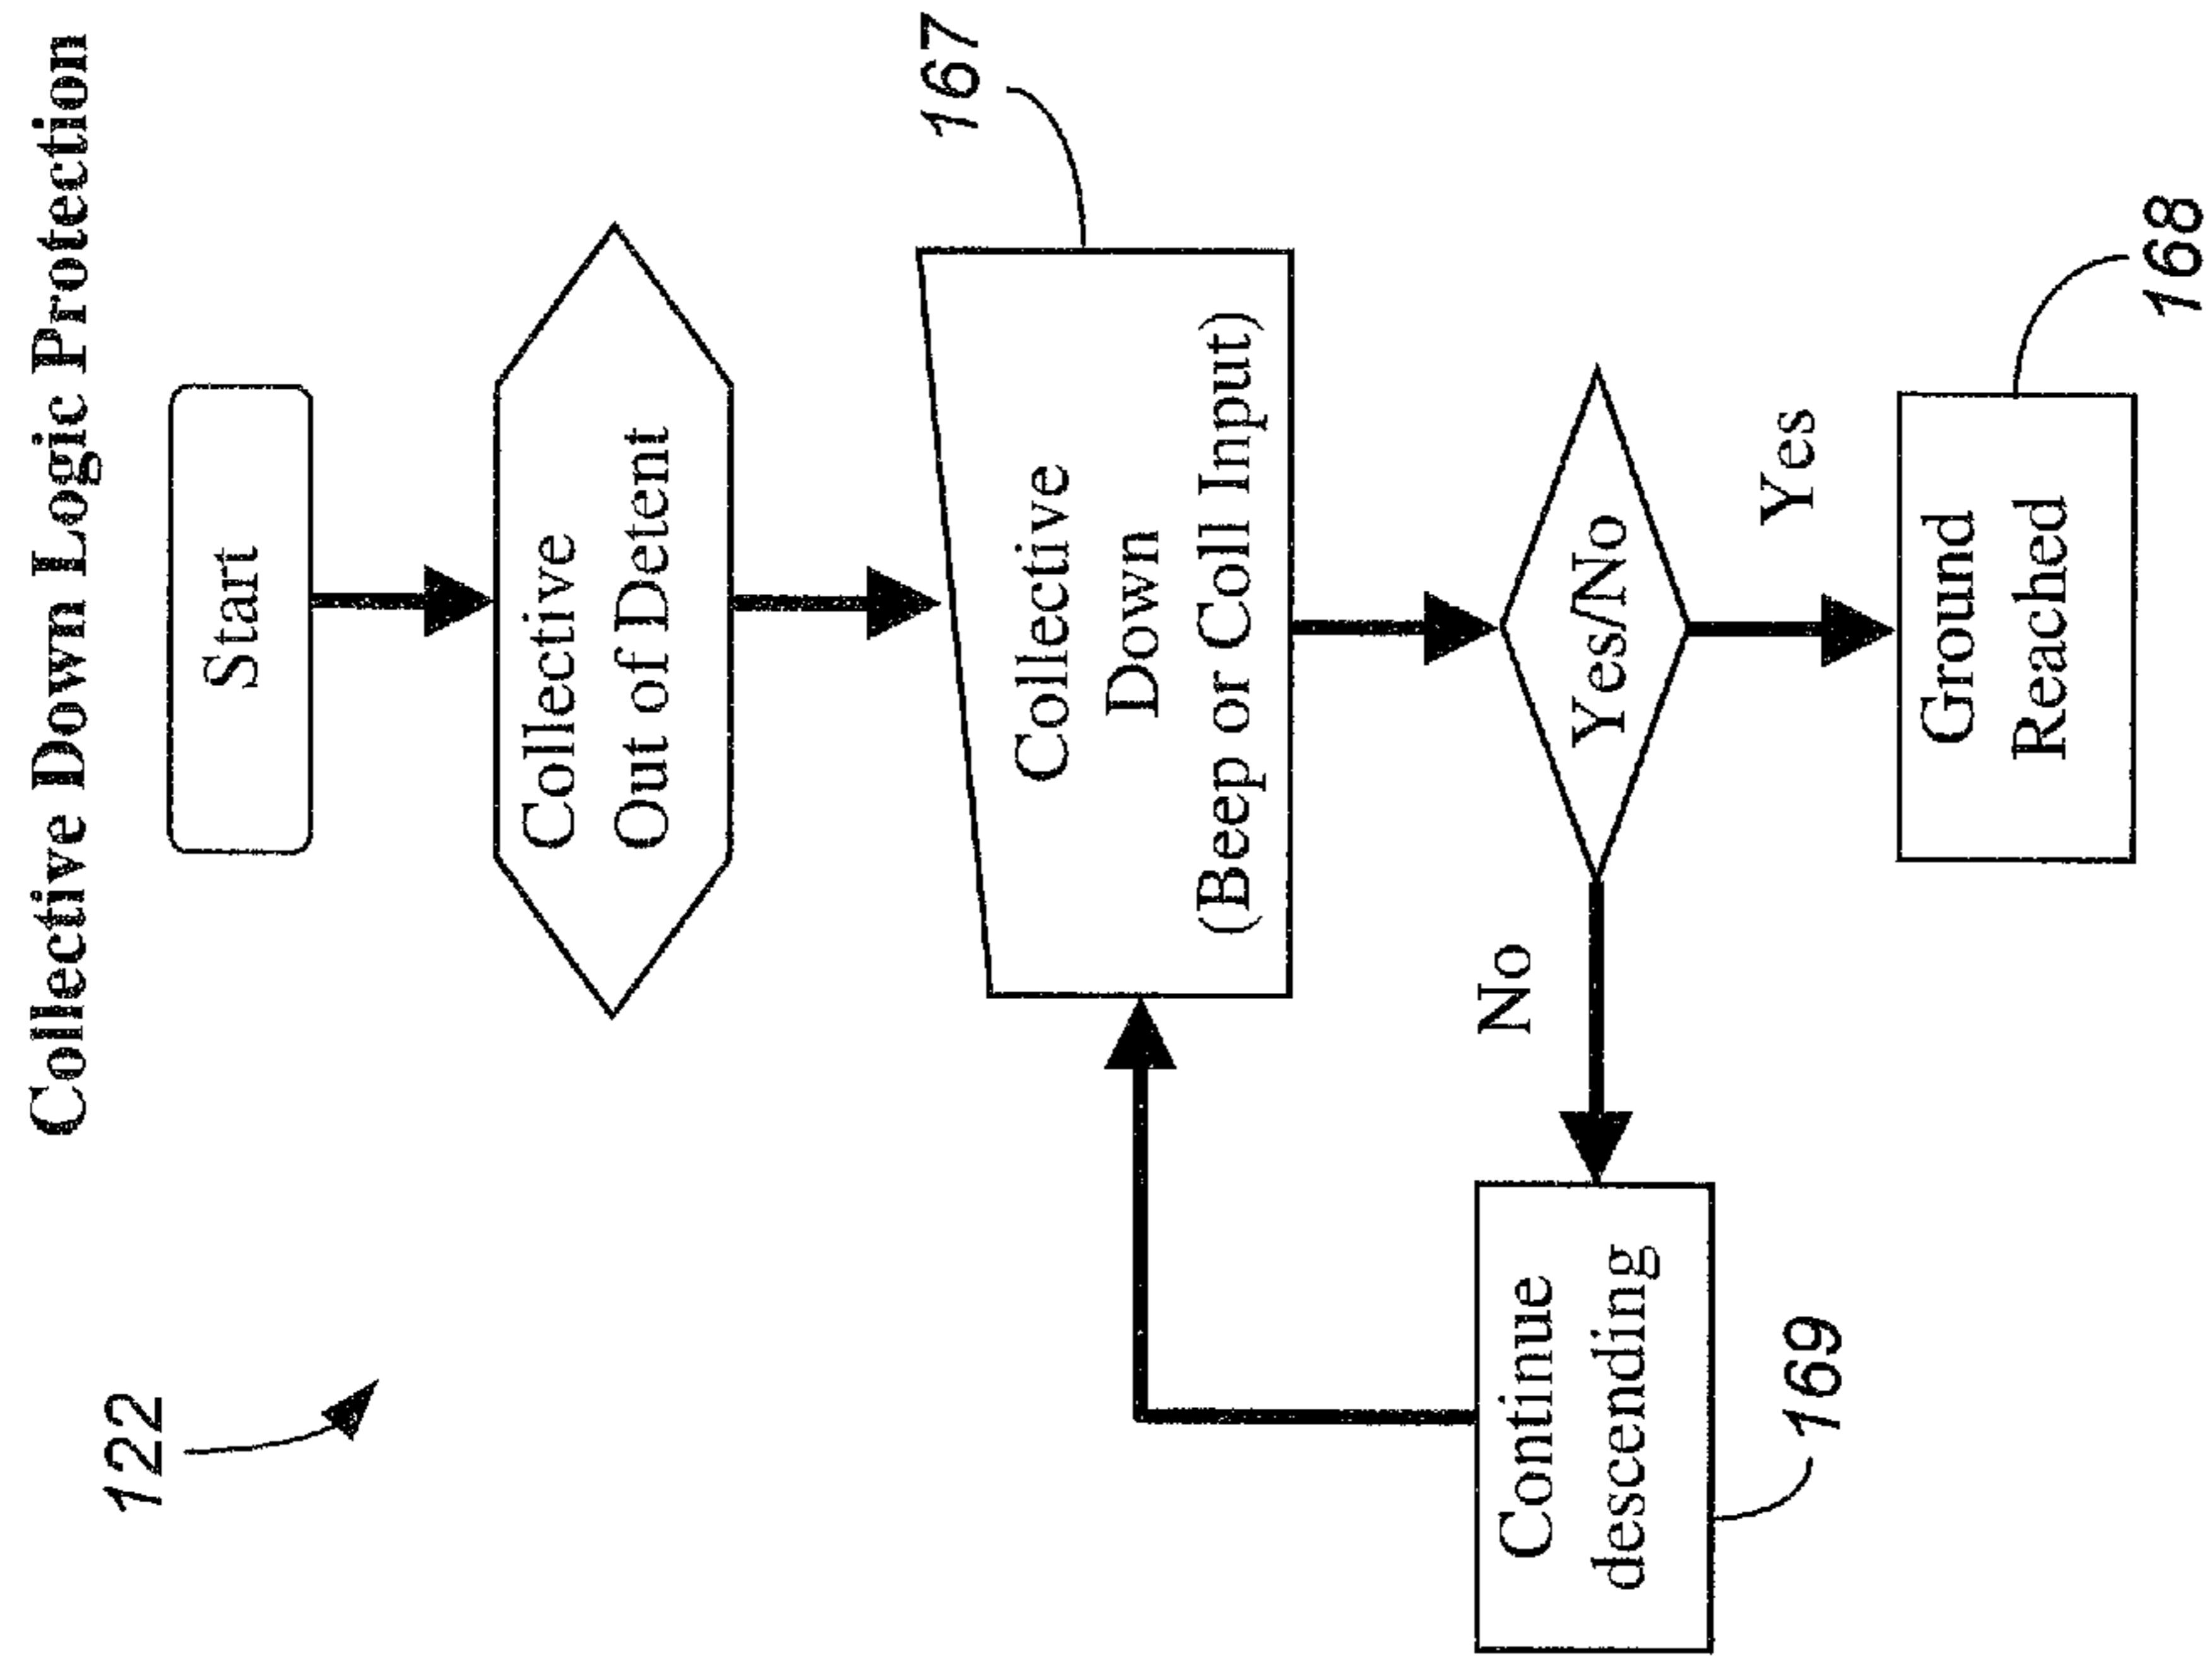 Collective Down Logic Protection
122
Start
Collective
Out of Detent
Collective
Down
(Beep or Coll Input)
167
Yes/No
No
Yes
Continue
descending
169
Ground
Reached
168